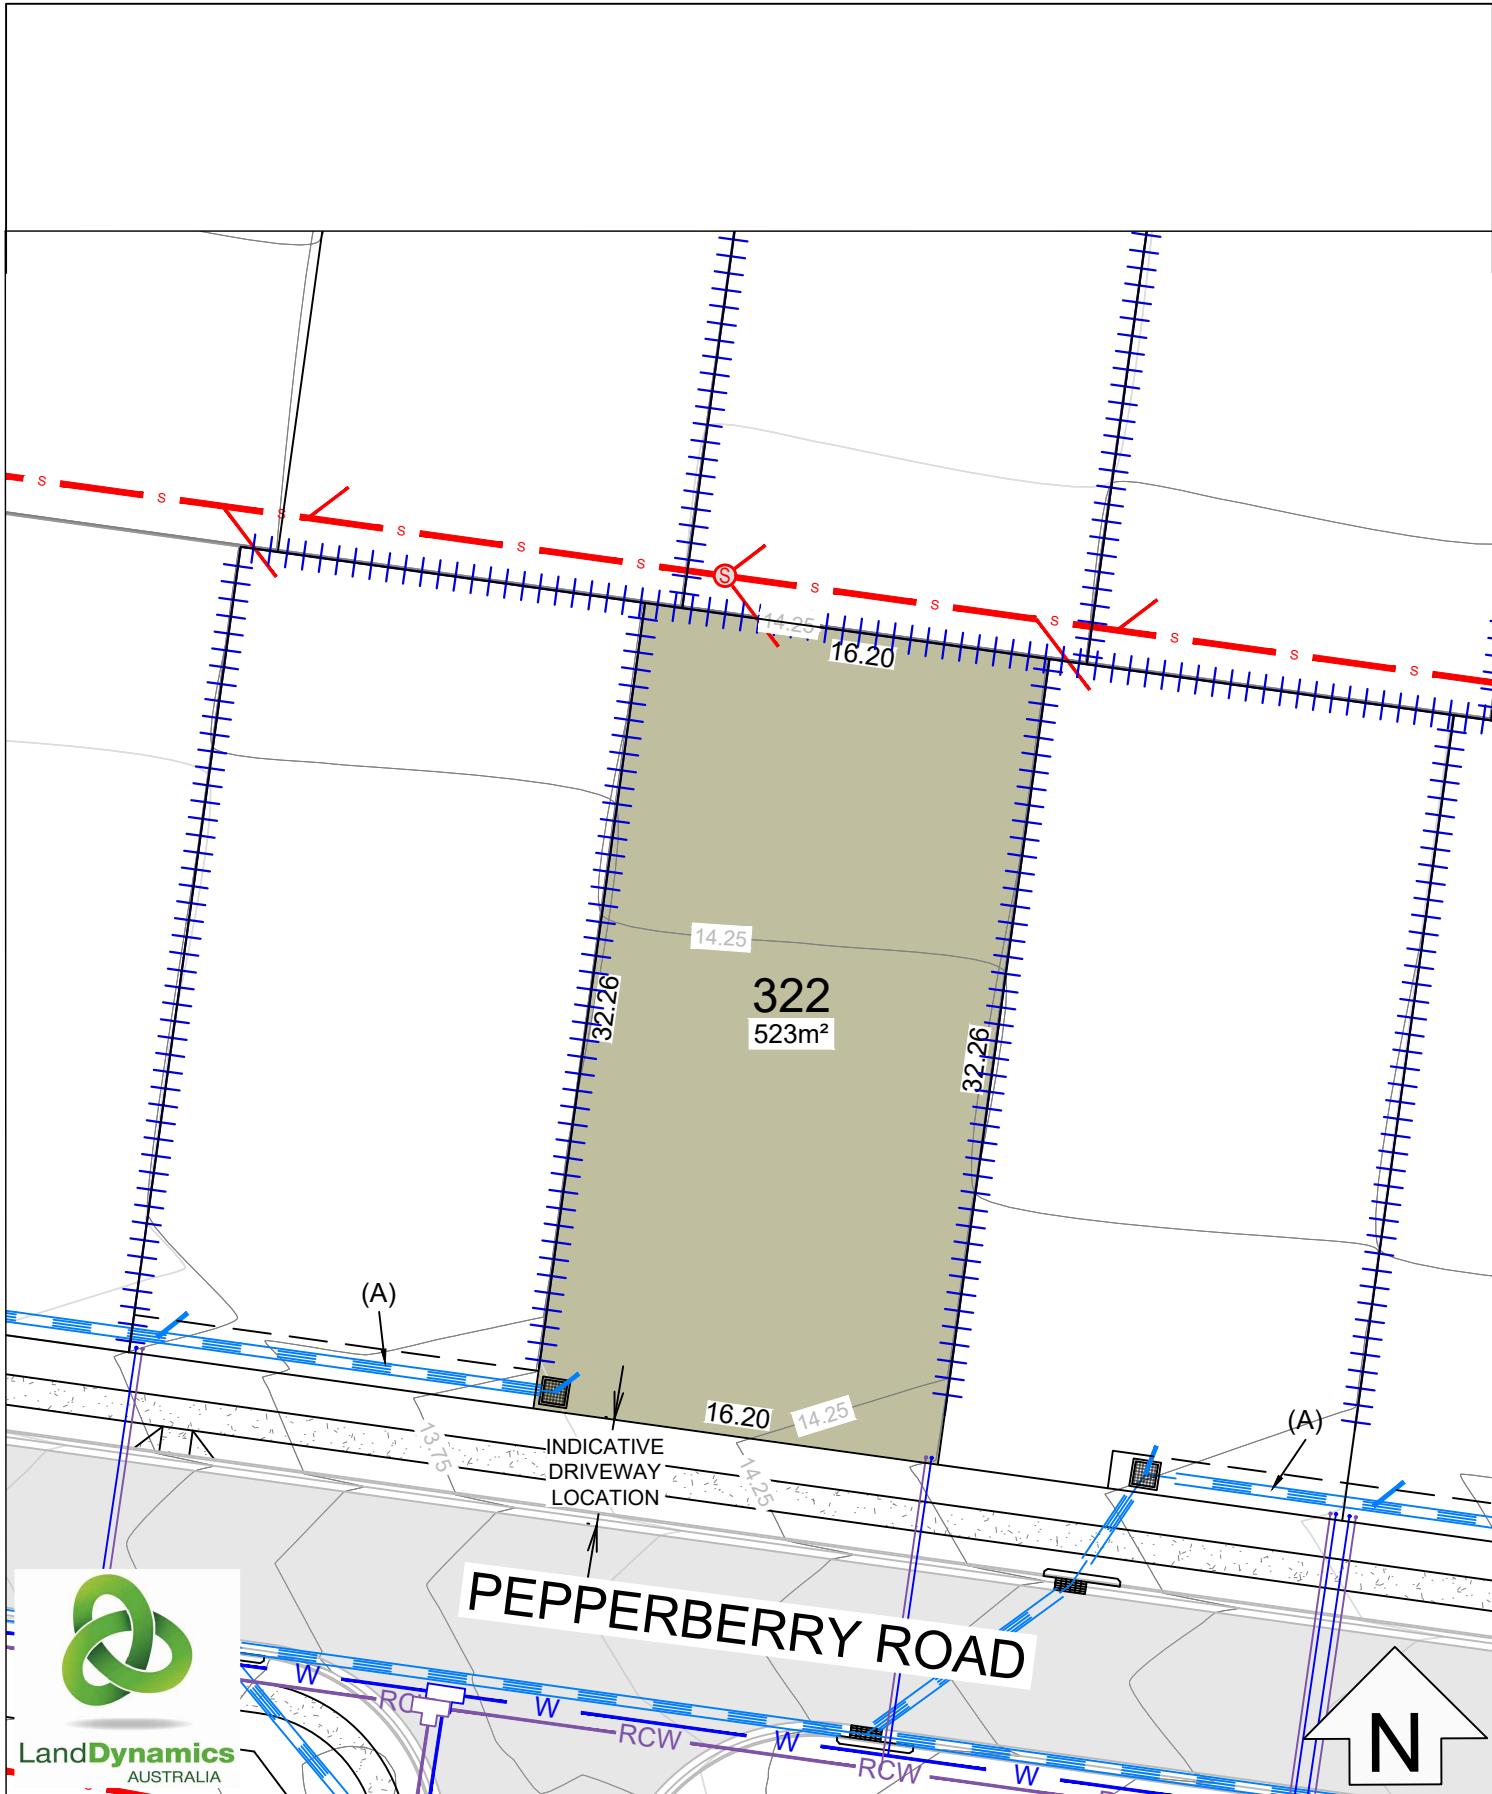 S S S S S S S S S S S S
S
14.25
16.20
14.25
322
523m²
32.26
32.26
(A)
16.20
14.25
(A)
13.75
14.25
INDICATIVE
DRIVEWAY
LOCATION
PEPPERBERRY ROAD
W W W W
RCW RCW
N
LandDynamics
AUSTRALIA